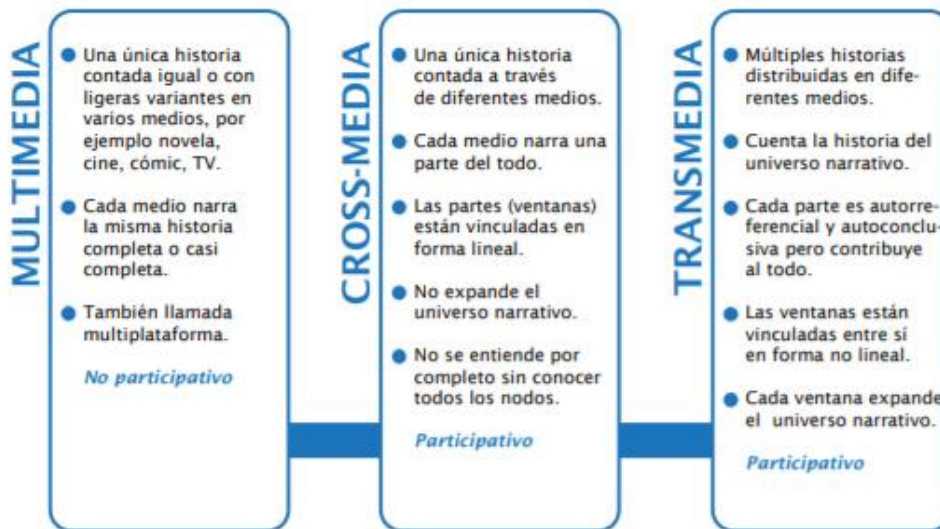 MULTIMEDIA
Una única historia
contada igual o con
ligeras variantes en
varios medios, por
ejemplo novela,
cine, cómic, TV.
Cada medio narra
la misma historia
completa o casi
completa.
También llamada
multiplataforma.
No participativo
CROSS-MEDIA
Una única historia
contada a través
de diferentes medios.
Cada medio narra una
parte del todo.
Las partes (ventanas)
están vinculadas en
forma lineal.
No expande el
universo narrativo.
No se entiende por
completo sin conocer
todos los nodos.
Participativo
TRANSMEDIA
Múltiples historias
distribuidas en dife-
rentes medios.
Cuenta la historia del
universo narrativo.
Cada parte es autorre-
ferencial y autoconclu-
siva pero contribuye
al todo.
Las ventanas están
vinculadas entre sí
en forma no lineal.
Cada ventana expande
el universo narrativo.
Participativo